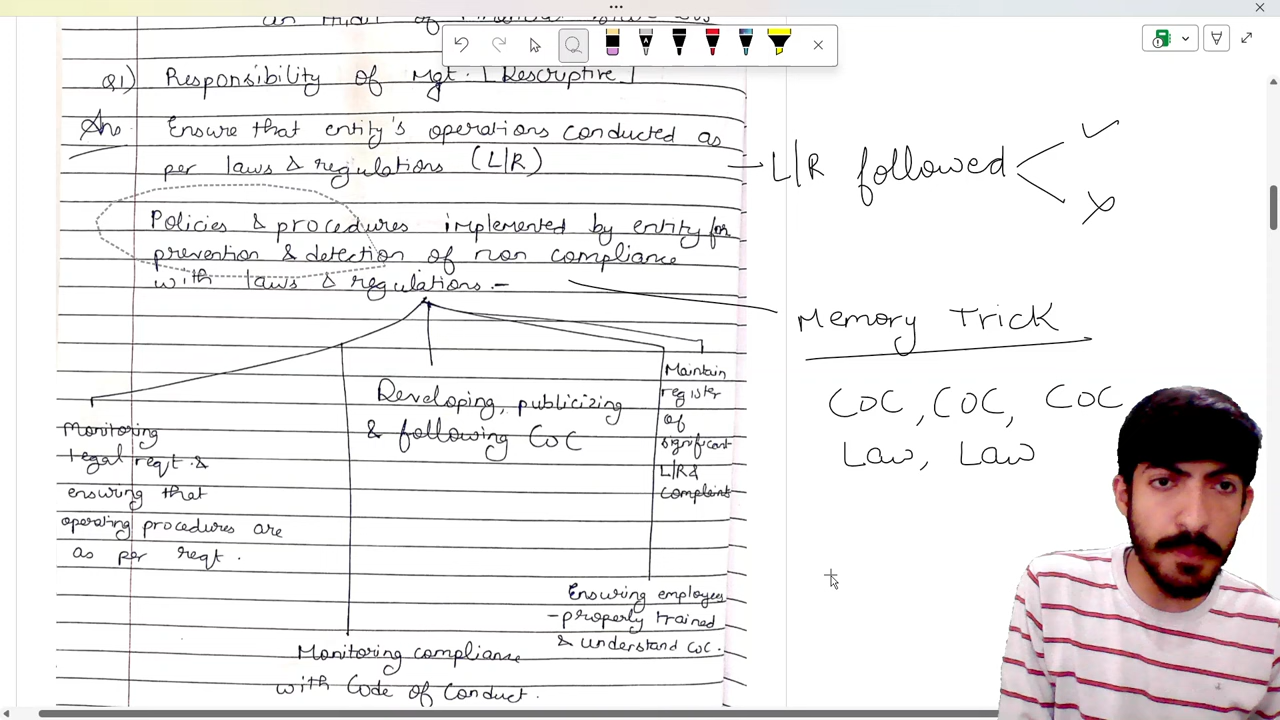 Q1) Responsibility of Mgt. [Descriptive]
Ans Ensure that entity's operations conducted as
per laws & regulations (L/R)
Policies & procedures implemented by entity for
prevention & detection of non compliance
with laws & regulations. -
Monitoring
legal reqt. &
ensuring that
operating procedures are
as per reqt.
Monitoring compliance
with Code of Conduct.
Developing, publicizing
& following CoC
Ensuring employees
- properly trained
& understand CoC.
Maintain
register
of
significant
L/R &
complaints
L/R followed
Memory Trick
COC, COC, COC
Law, Law